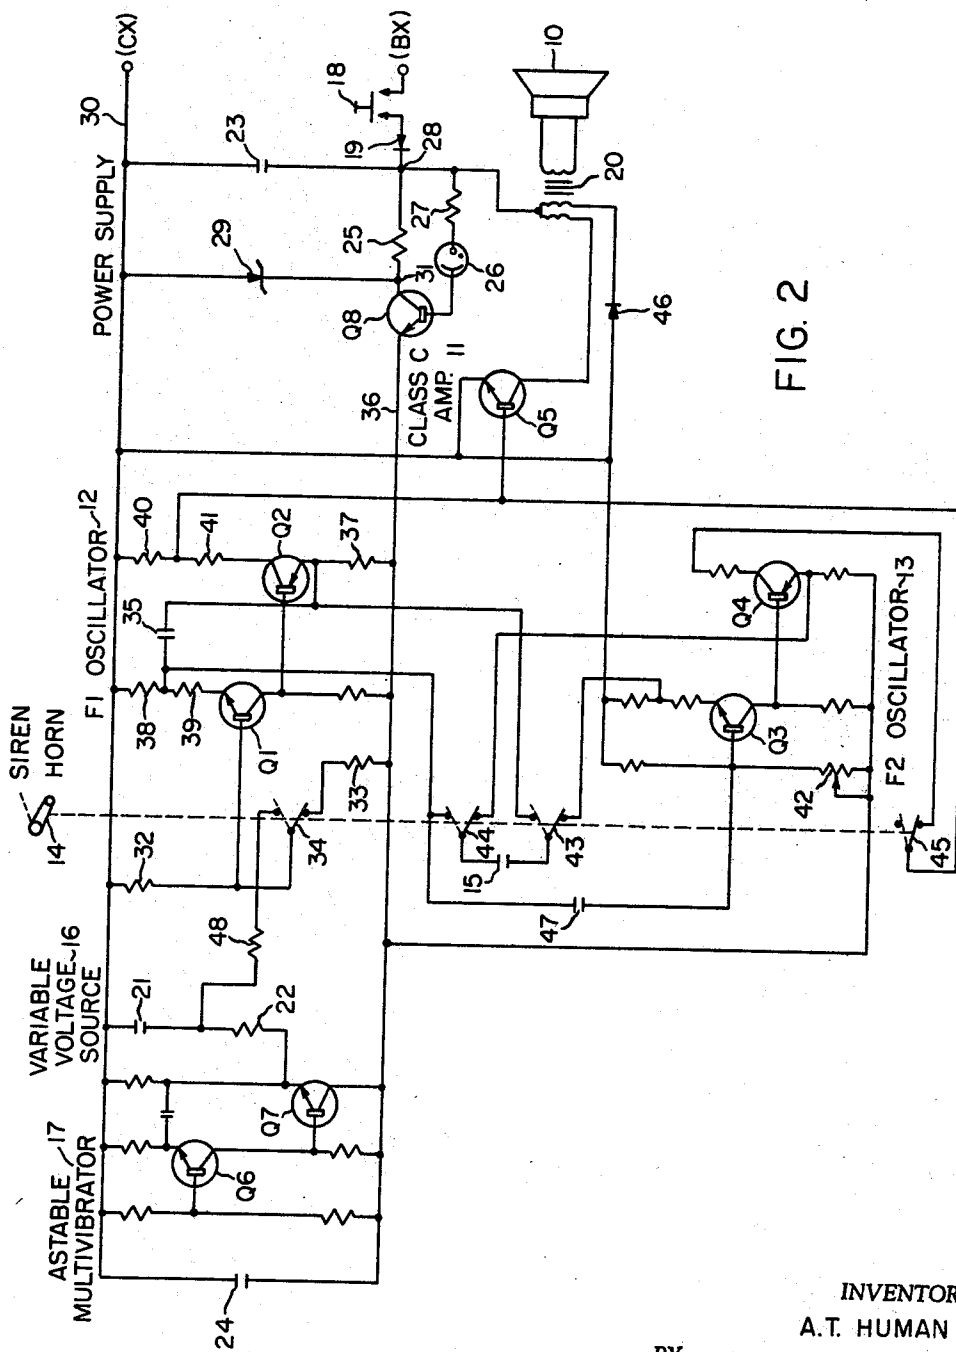 SIREN
HORN
14
ASTABLE 17
MULTIVIBRATOR
VARIABLE
VOLTAGE~16
SOURCE
F1 OSCILLATOR~12
POWER SUPPLY
30
(CX)
24
21
22
48
32
34
33
38
39
35
40
41
37
36
29
23
25
31
28
19
18
(BX)
27
26
Q6
Q7
Q1
Q2
Q8
CLASS C
AMP. 11
Q5
10
20
46
15
44
43
47
42
45
Q3
Q4
F2 OSCILLATOR~13
FIG. 2
INVENTOR
A.T. HUMAN
BY